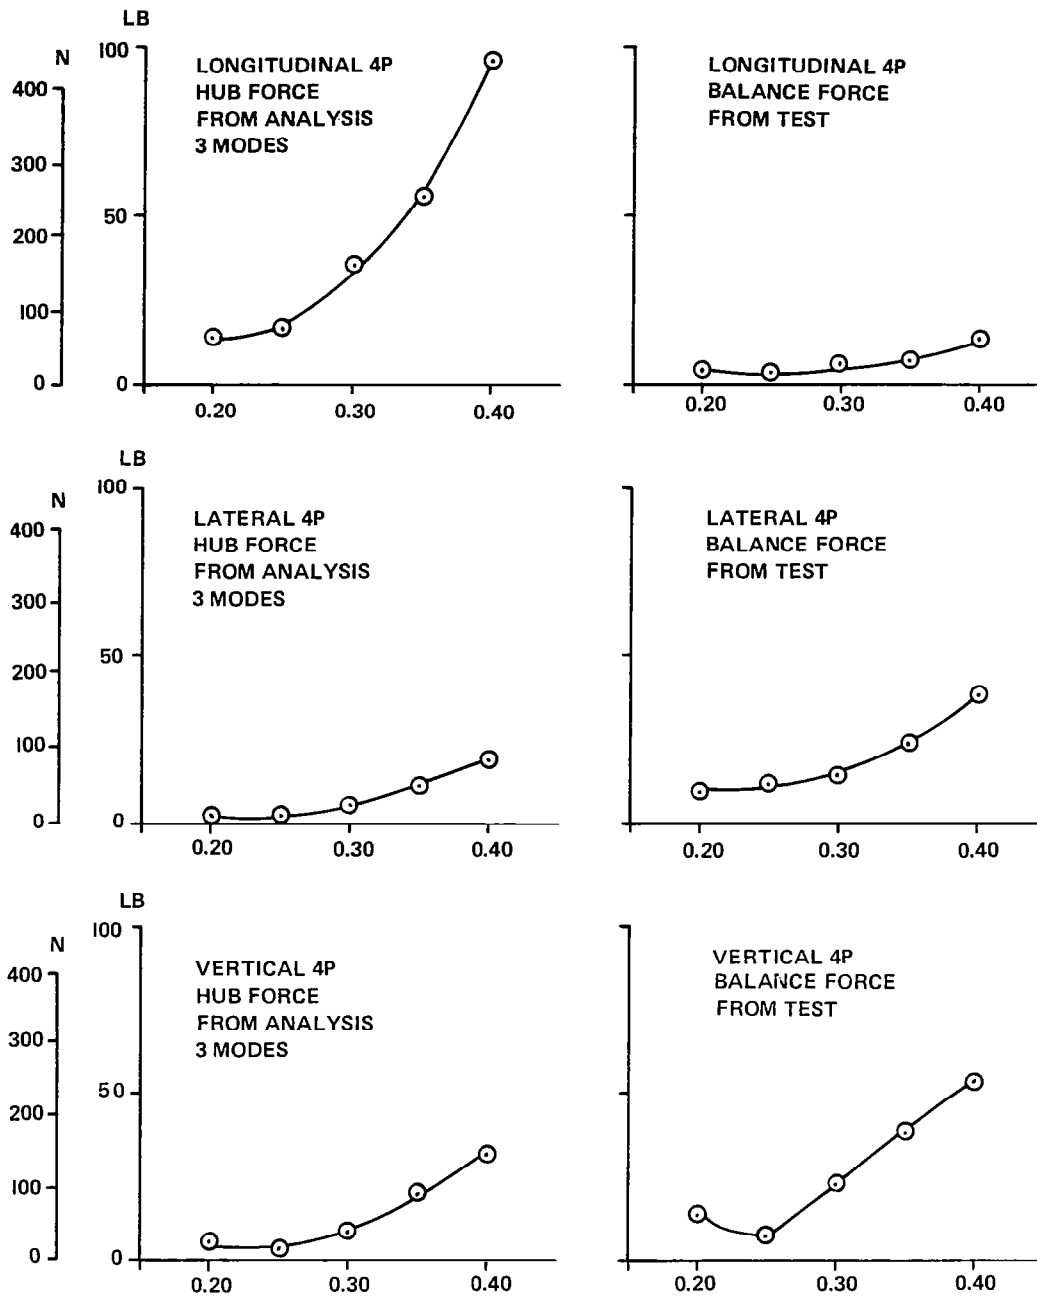 LB
N
100
50
0
400
300
200
100
0
LONGITUDINAL 4P
HUB FORCE
FROM ANALYSIS
3 MODES
0.20
0.30
0.40
LONGITUDINAL 4P
BALANCE FORCE
FROM TEST
0.20
0.30
0.40
LB
N
100
50
0
400
300
200
100
0
LATERAL 4P
HUB FORCE
FROM ANALYSIS
3 MODES
0.20
0.30
0.40
LATERAL 4P
BALANCE FORCE
FROM TEST
0.20
0.30
0.40
LB
N
100
50
0
400
300
200
100
0
VERTICAL 4P
HUB FORCE
FROM ANALYSIS
3 MODES
0.20
0.30
0.40
VERTICAL 4P
BALANCE FORCE
FROM TEST
0.20
0.30
0.40